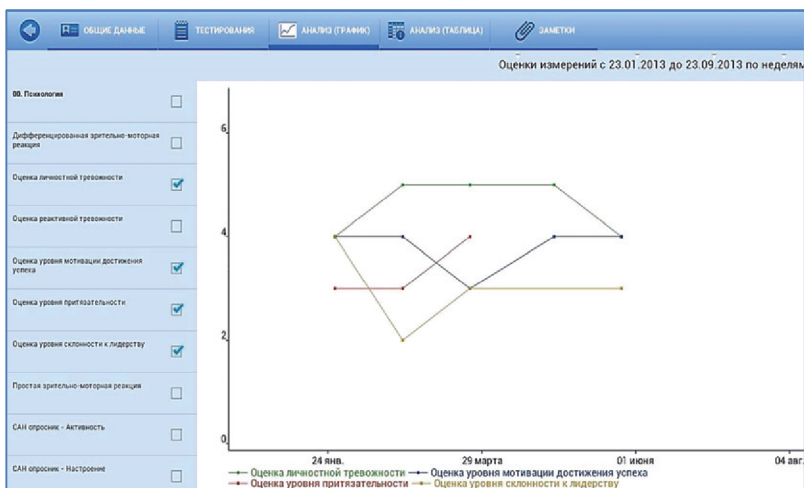 ОБЩИЕ ДАННЫЕ
ТЕСТИРОВАНИЯ
АНАЛИЗ (ГРАФИК)
АНАЛИЗ (ТАБЛИЦА)
ЗАМЕТКИ
Оценки измерений с 23.01.2013 до 23.09.2013 по неделям
00. Психология
Дифференцированная зрительно-моторная
реакция
Оценка личностной тревожности
Оценка реактивной тревожности
Оценка уровня мотивации достижения
успеха
Оценка уровня притязательности
Оценка уровня склонности к лидерству
Простая зрительно-моторная реакция
САН опросник - Активность
САН опросник - Настроение
6
4
2
0
24 янв.
29 марта
01 июня
04 авг.
Оценка личностной тревожности
Оценка уровня мотивации достижения успеха
Оценка уровня притязательности
Оценка уровня склонности к лидерству